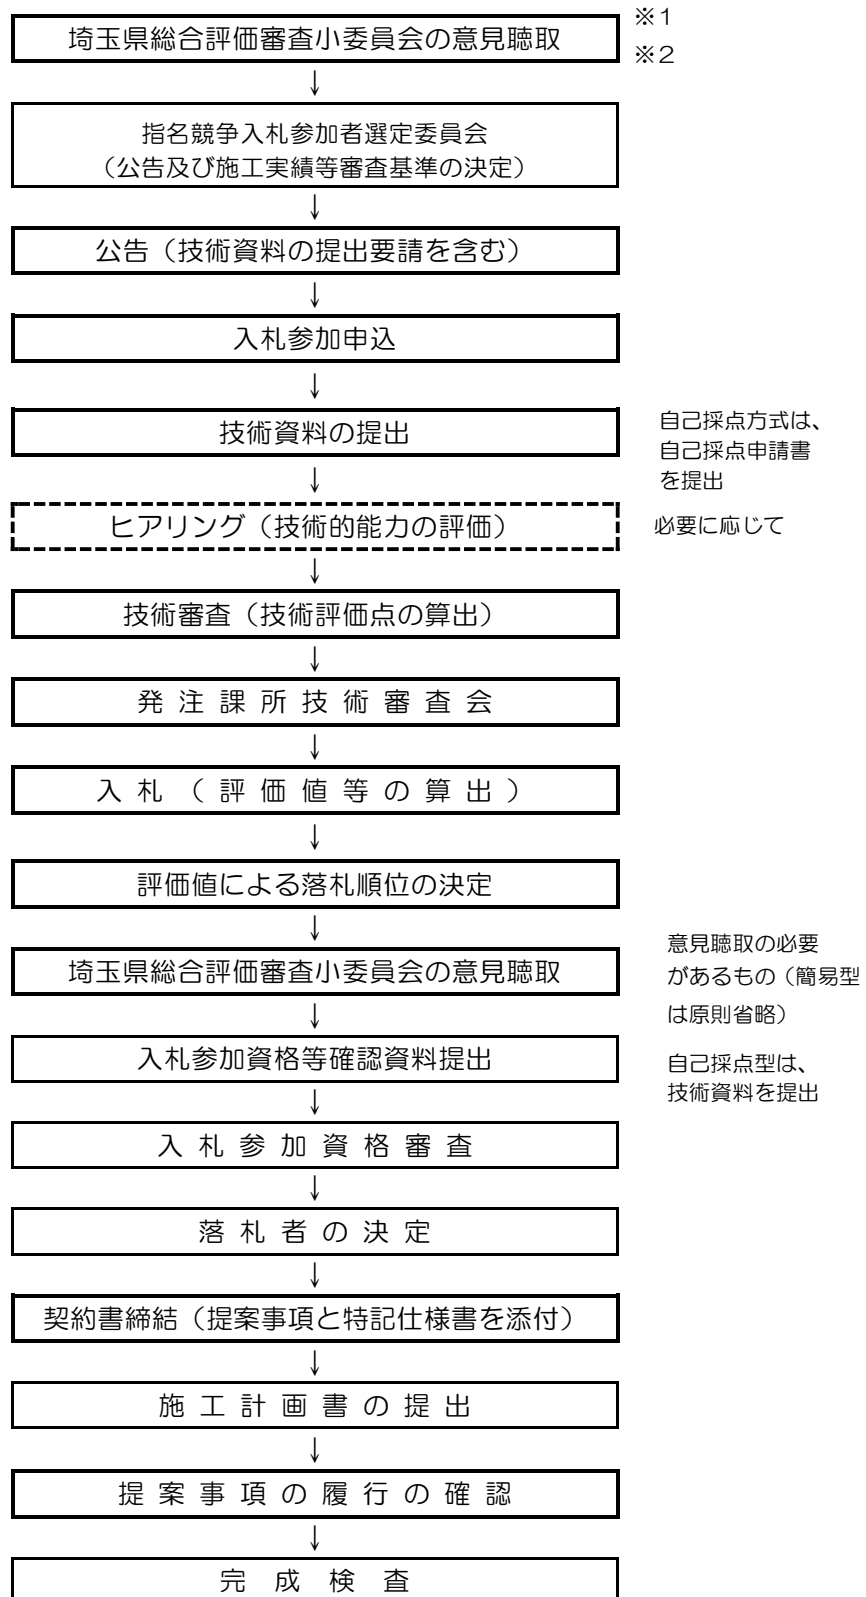 埼玉県総合評価審査小委員会の意見聴取
※1
※2
↓
指名競争入札参加者選定委員会
(公告及び施工実績等審査基準の決定)
↓
公告(技術資料の提出要請を含む)
↓
入札参加申込
↓
技術資料の提出
自己採点方式は、
自己採点申請書
を提出
↓
ヒアリング(技術的能力の評価)
必要に応じて
↓
技術審査(技術評価点の算出)
↓
発注課所技術審査会
↓
入札(評価値等の算出)
↓
評価値による落札順位の決定
↓
埼玉県総合評価審査小委員会の意見聴取
意見聴取の必要
があるもの(簡易型
は原則省略)
↓
入札参加資格等確認資料提出
自己採点型は、
技術資料を提出
↓
入札参加資格審査
↓
落札者の決定
↓
契約書締結(提案事項と特記仕様書を添付)
↓
施工計画書の提出
↓
提案事項の履行の確認
↓
完成検査